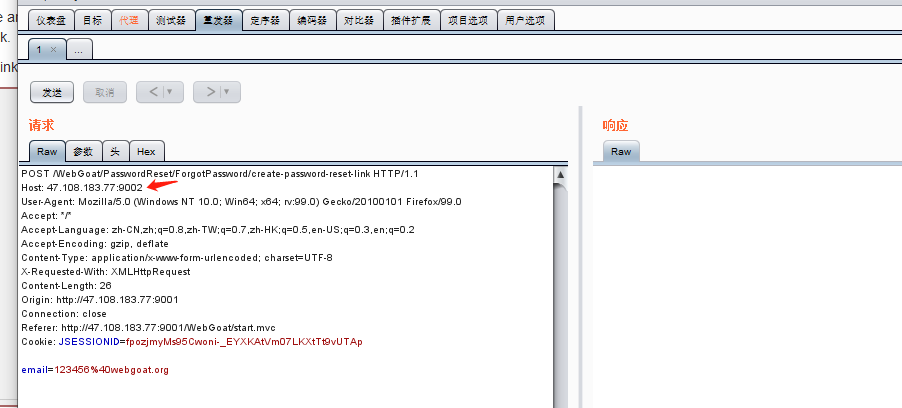 仪表盘 目标 代理 测试器 重发器 定序器 编码器 对比器 插件扩展 项目选项 用户选项
k.
1 × ...
ink
发送 取消 < ▼ > ▼
请求 响应
Raw 参数 头 Hex Raw
POST /WebGoat/PasswordReset/ForgotPassword/create-password-reset-link HTTP/1.1
Host: 47.108.183.77:9002
User-Agent: Mozilla/5.0 (Windows NT 10.0; Win64; x64; rv:99.0) Gecko/20100101 Firefox/99.0
Accept: */*
Accept-Language: zh-CN,zh;q=0.8,zh-TW;q=0.7,zh-HK;q=0.5,en-US;q=0.3,en;q=0.2
Accept-Encoding: gzip, deflate
Content-Type: application/x-www-form-urlencoded; charset=UTF-8
X-Requested-With: XMLHttpRequest
Content-Length: 26
Origin: http://47.108.183.77:9001
Connection: close
Referer: http://47.108.183.77:9001/WebGoat/start.mvc
Cookie: JSESSIONID=fpozjmyMs95Cwoni-_EYXKAtVm07LKXtTt9vUTAp
email=123456%40webgoat.org